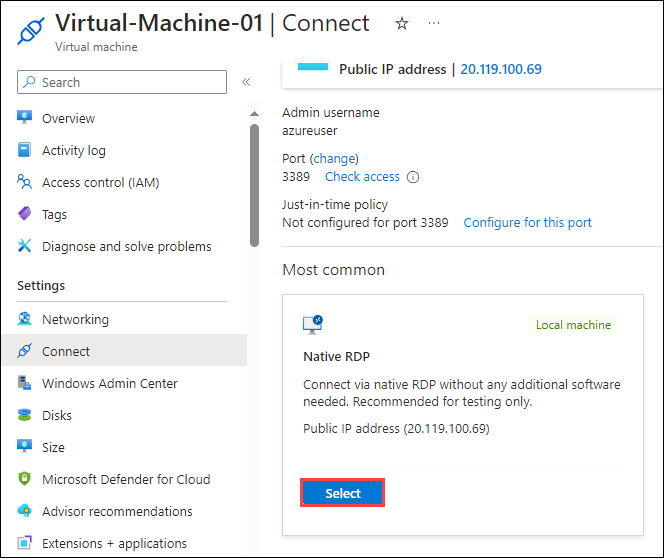 Virtual-Machine-01 | Connect
Virtual machine
Search
Overview
Activity log
Access control (IAM)
Tags
Diagnose and solve problems
Settings
Networking
Connect
Windows Admin Center
Disks
Size
Microsoft Defender for Cloud
Advisor recommendations
Extensions + applications
Public IP address | 20.119.100.69
Admin username
azureuser
Port (change)
3389 Check access
Just-in-time policy
Not configured for port 3389 Configure for this port
Most common
Local machine
Native RDP
Connect via native RDP without any additional software
needed. Recommended for testing only.
Public IP address (20.119.100.69)
Select